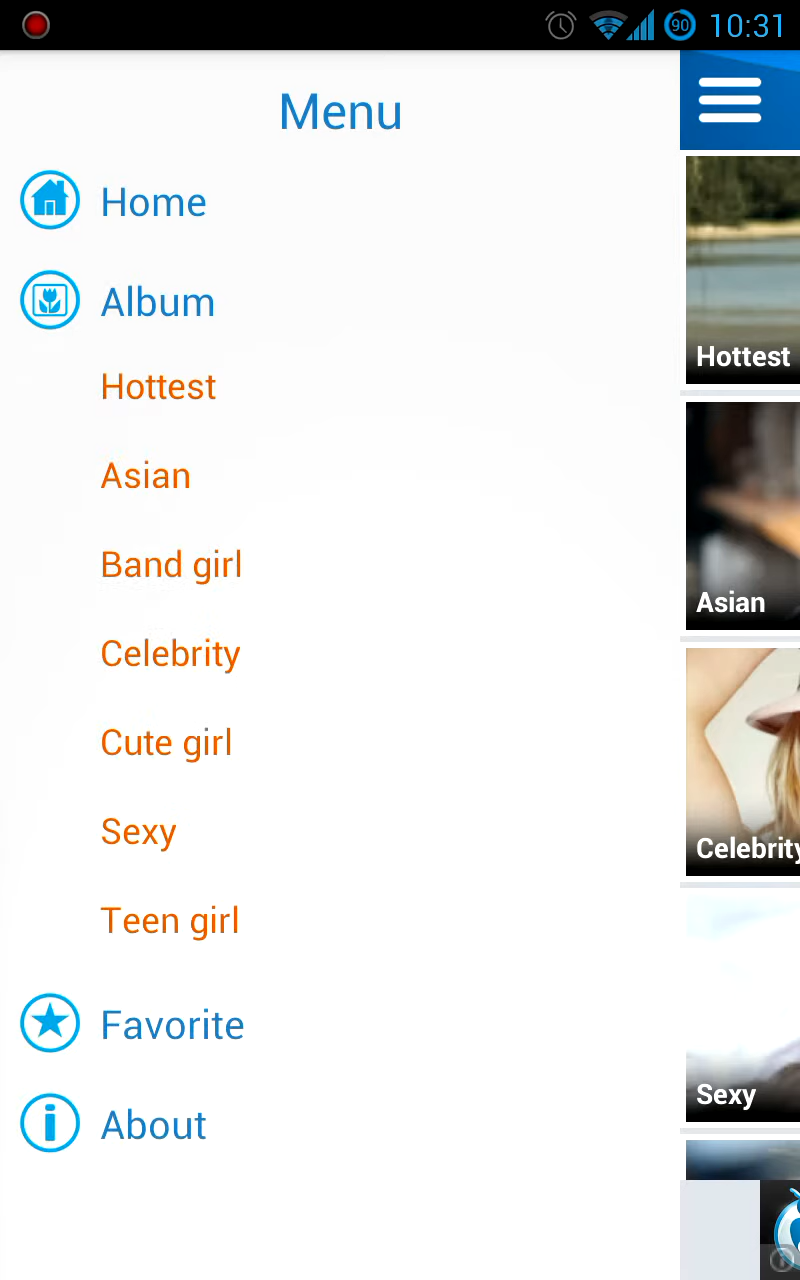 90 10:31
Menu
Home
Album
Hottest
Asian
Band girl
Celebrity
Cute girl
Sexy
Teen girl
Favorite
About
Hottest
Asian
Celebrity
Sexy